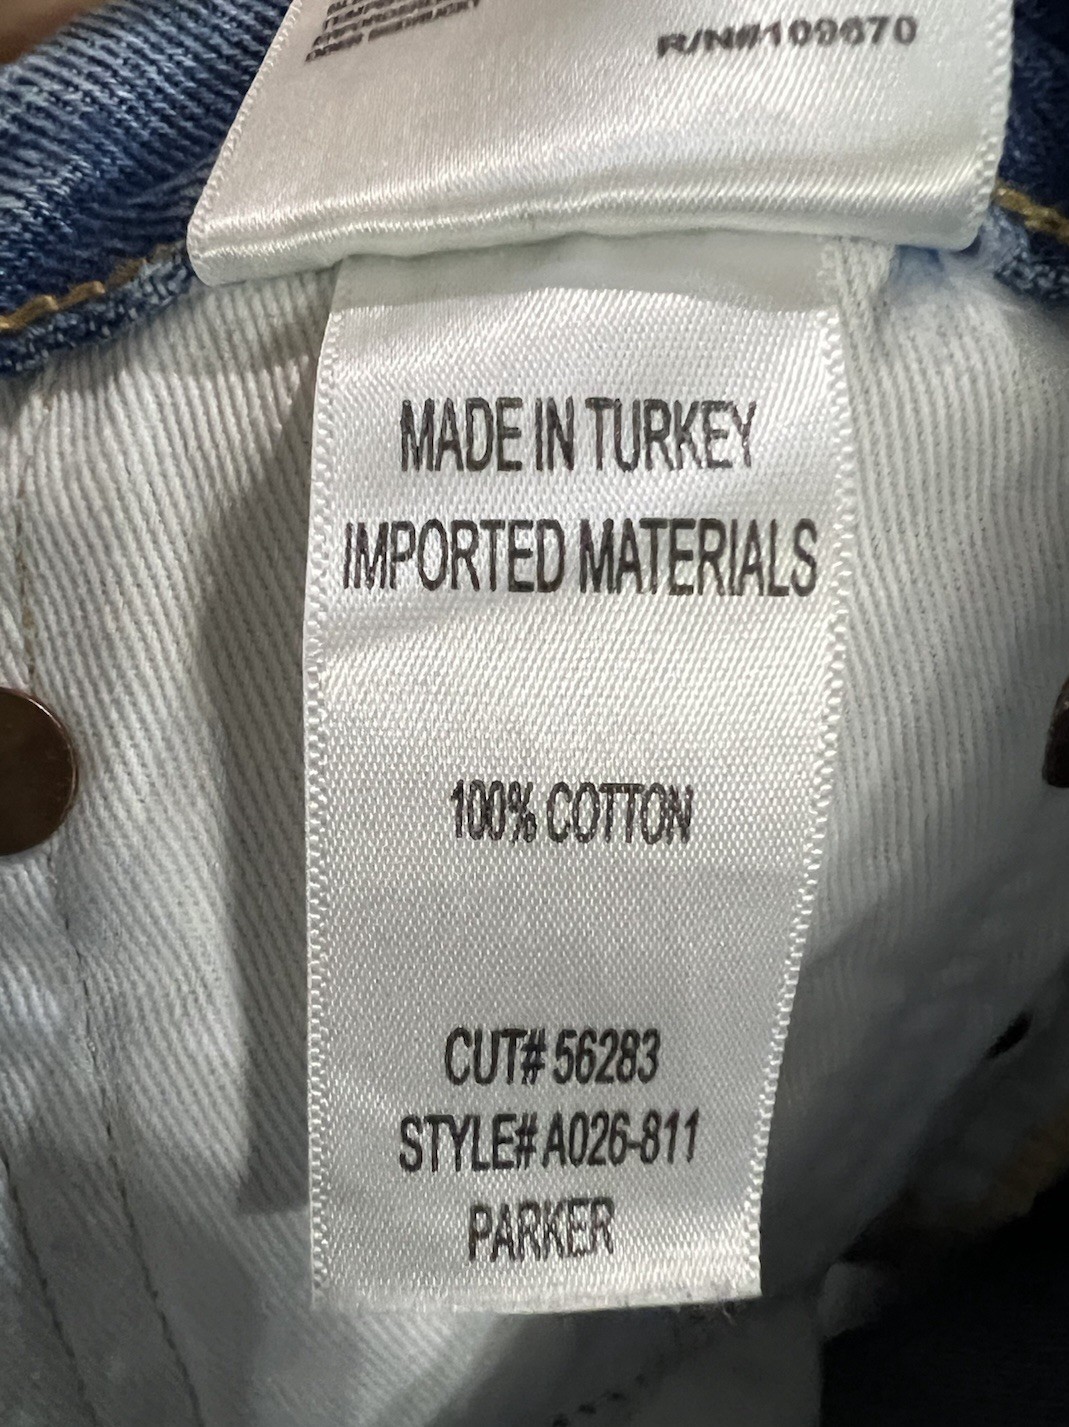 R/N#109670
MADE IN TURKEY
IMPORTED MATERIALS
100% COTTON
CUT# 56283
STYLE# A026-811
PARKER